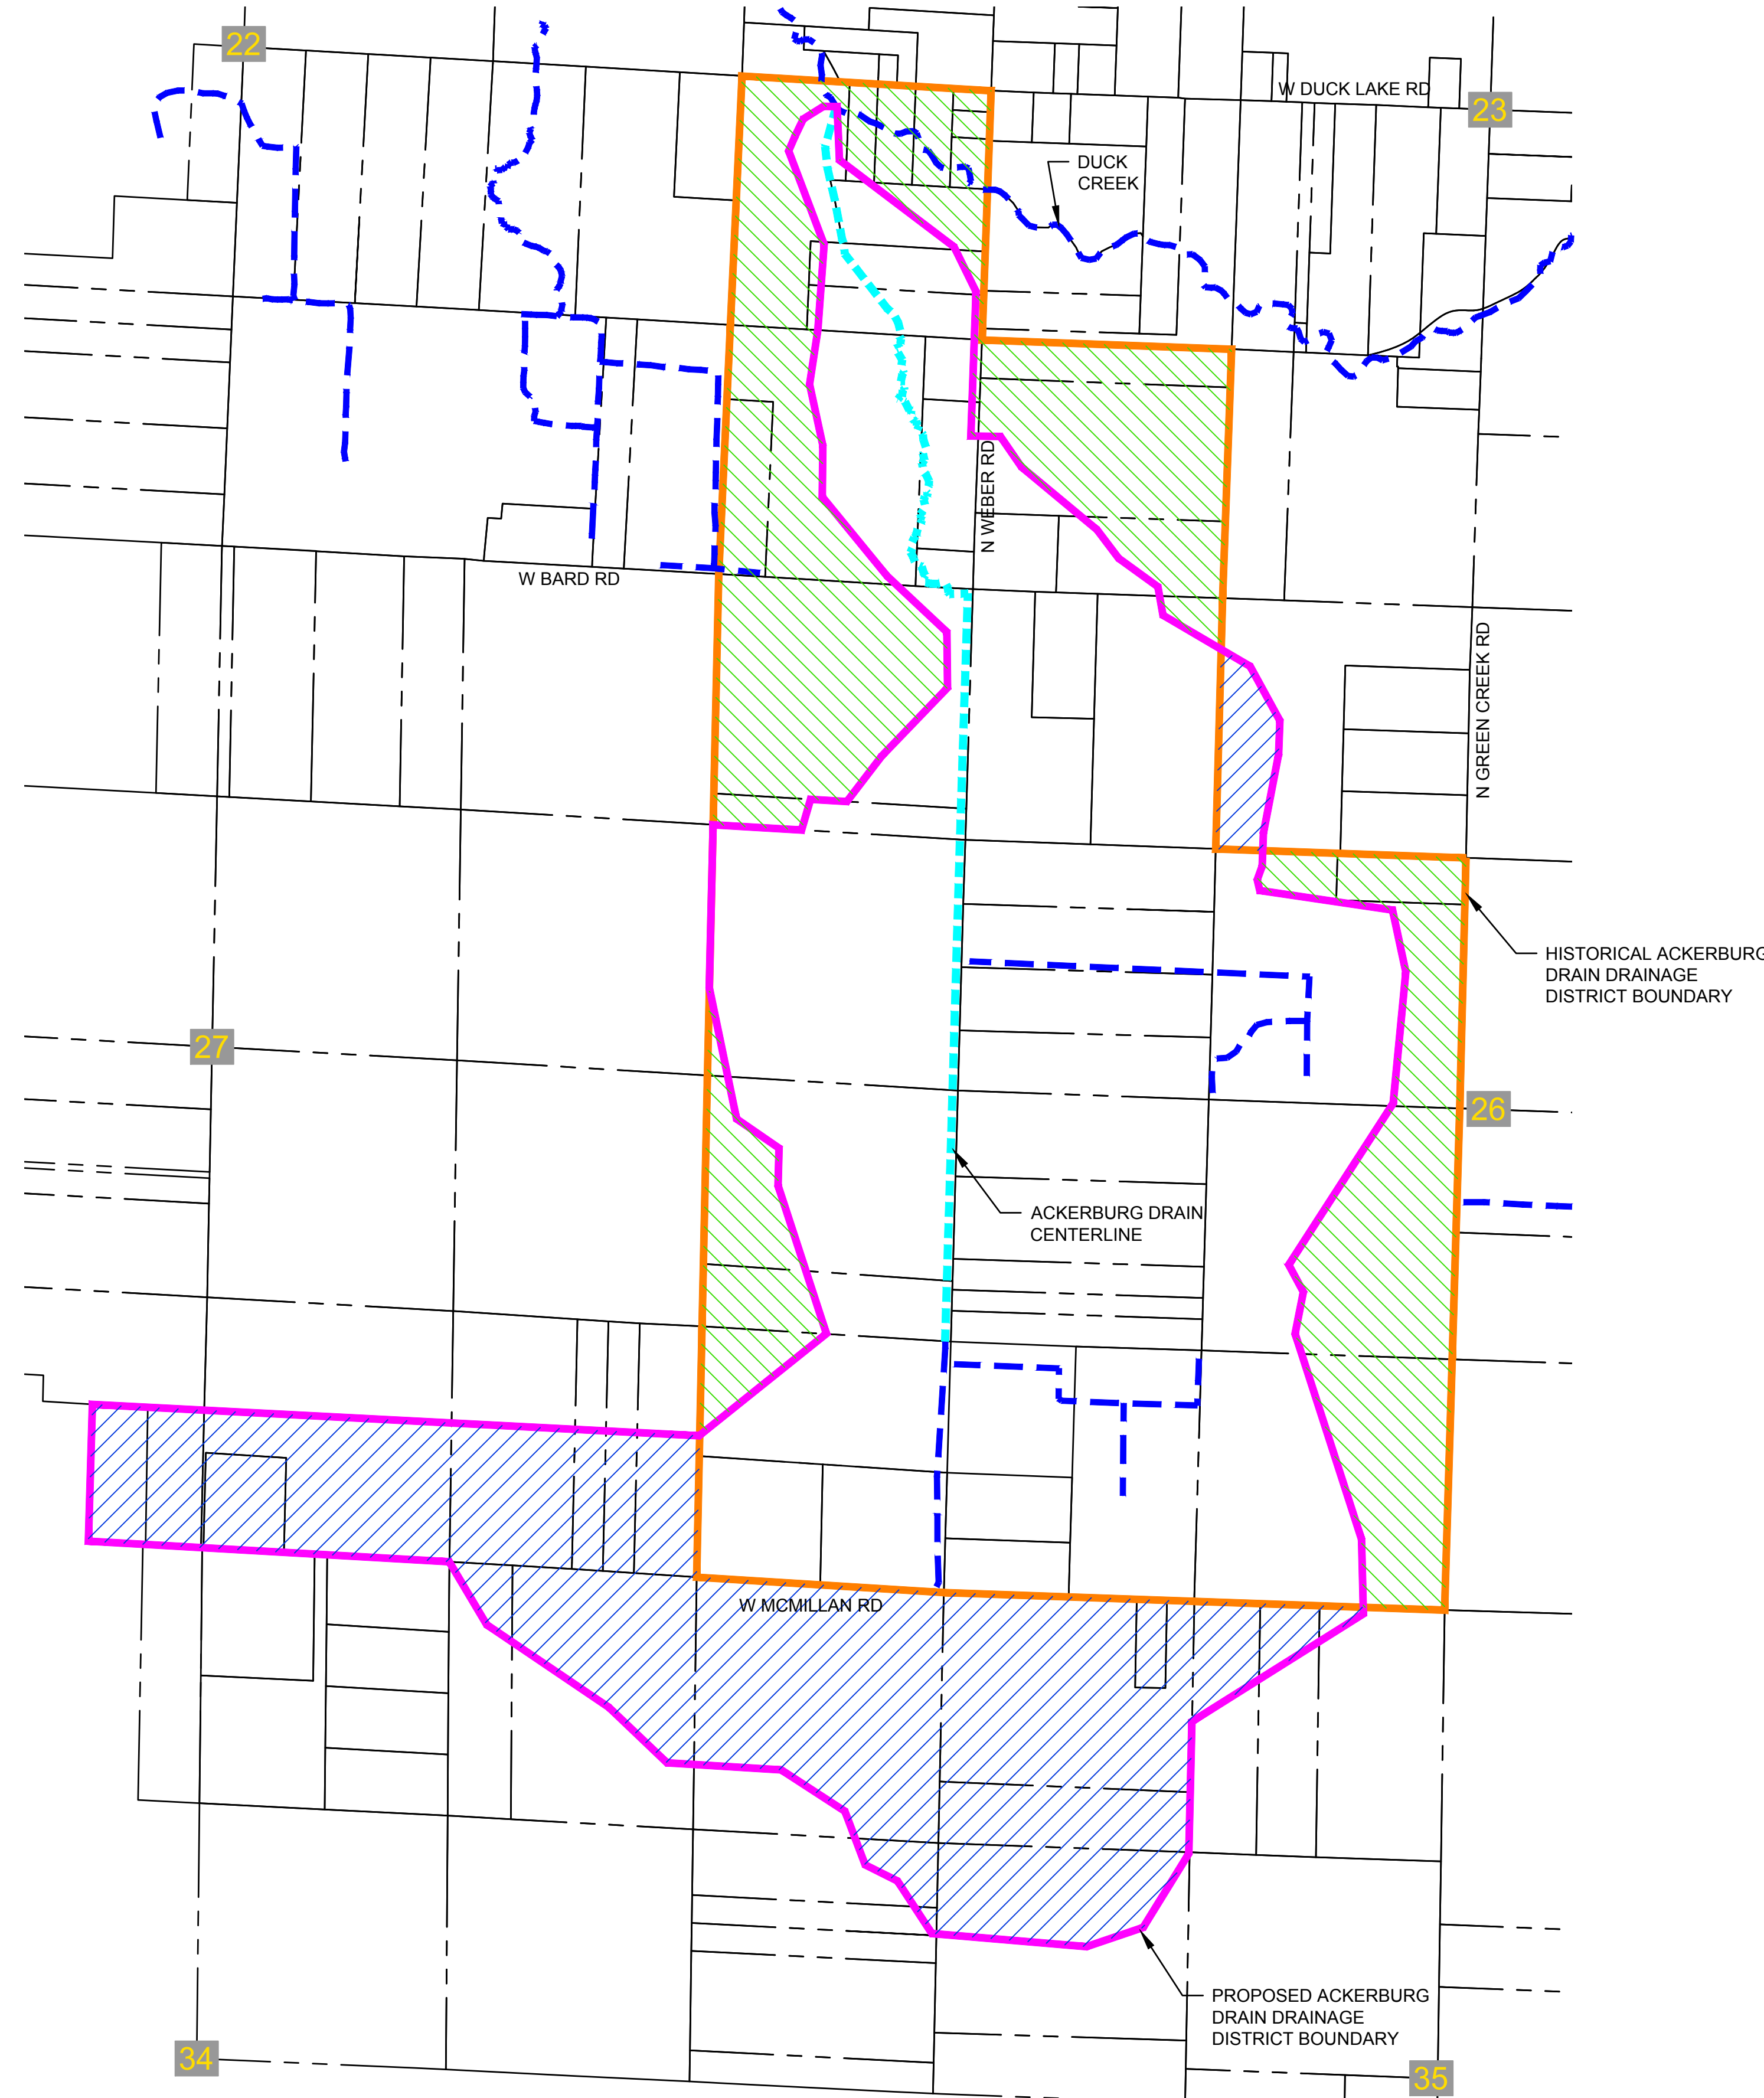 22
W DUCK LAKE RD
23
DUCK
CREEK
N WEBER RD
W BARD RD
N GREEN CREEK RD
HISTORICAL ACKERBURG
DRAIN DRAINAGE
DISTRICT BOUNDARY
27
26
ACKERBURG DRAIN
CENTERLINE
W MCMILLAN RD
PROPOSED ACKERBURG
DRAIN DRAINAGE
DISTRICT BOUNDARY
34
35